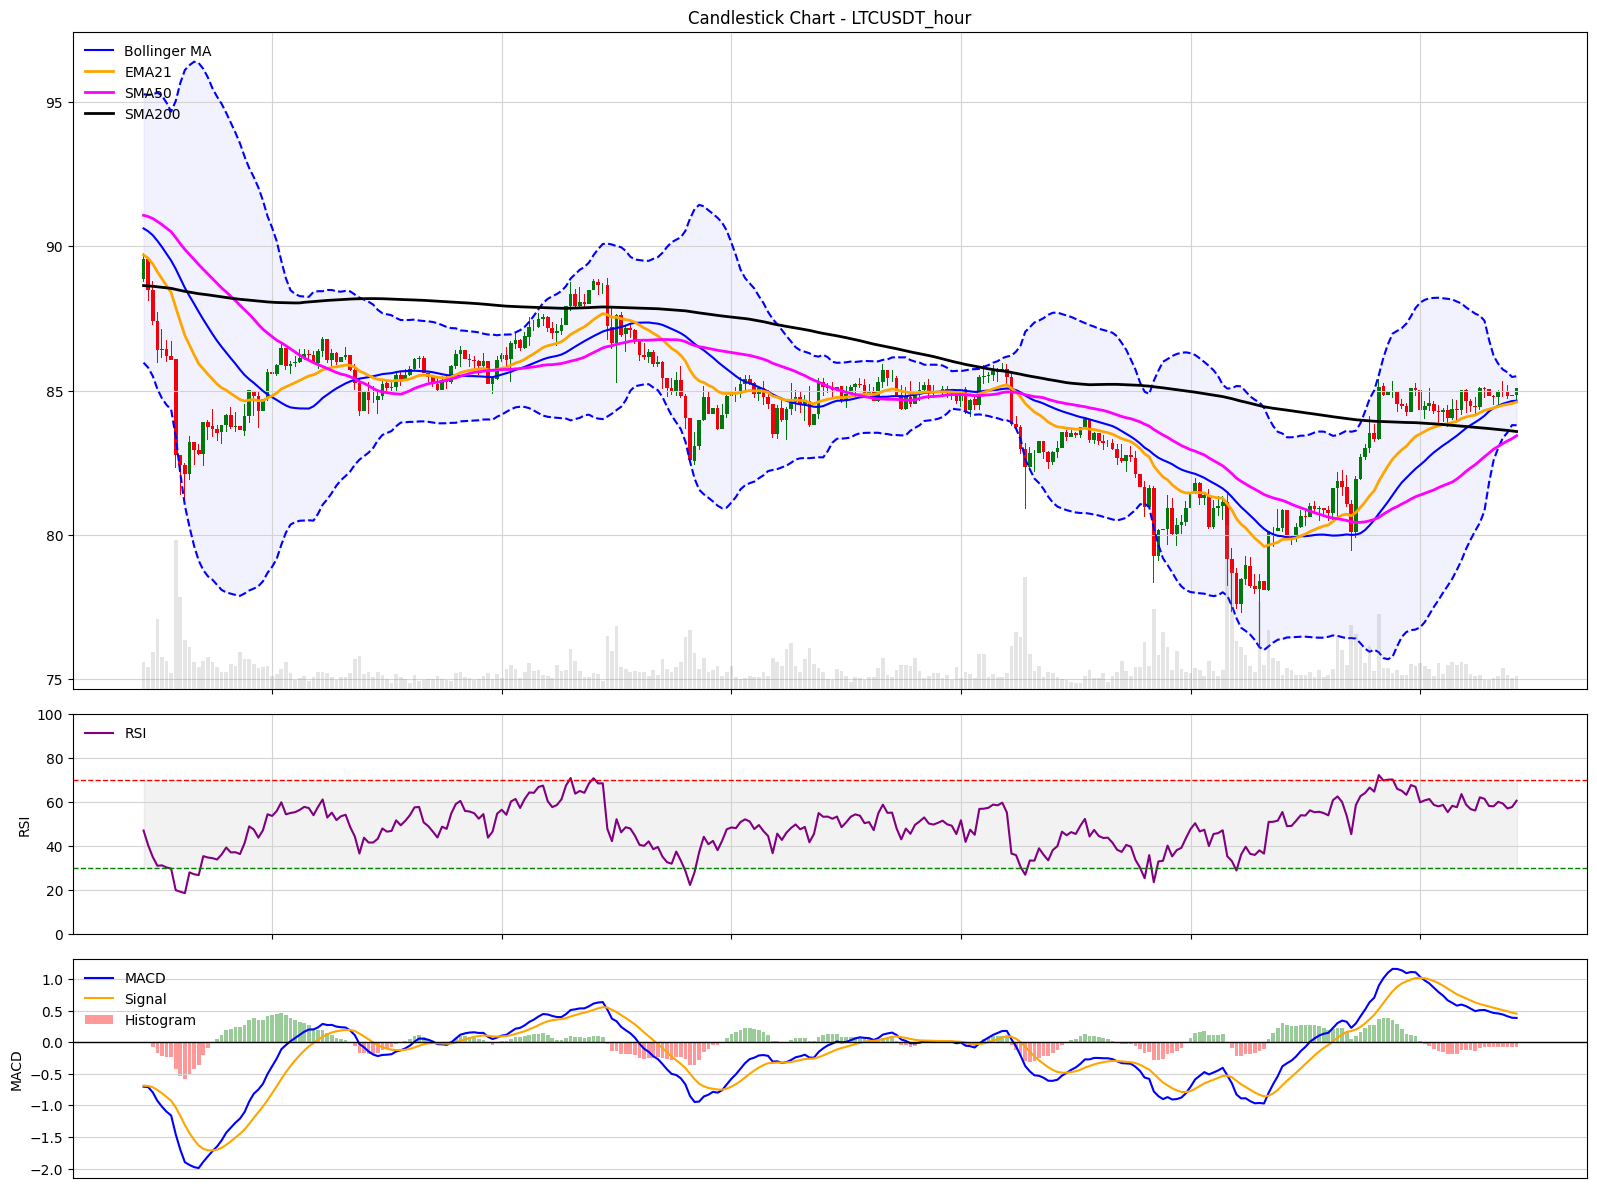 Candlestick Chart - LTCUSDT_hour
Bollinger MA
EMA21
SMA50
SMA200
95
90
85
80
75
RSI
RSI
100
80
60
40
20
0
MACD
Signal
Histogram
MACD
1.0
0.5
0.0
−0.5
−1.0
−1.5
−2.0